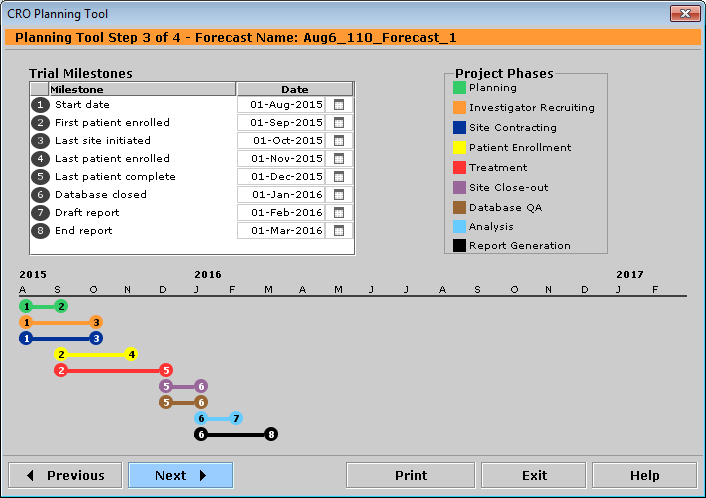 CRO Planning Tool
Planning Tool Step 3 of 4 - Forecast Name: Aug6_110_Forecast_1
Trial Milestones
Milestone Date
1 Start date 01-Aug-2015
2 First patient enrolled 01-Sep-2015
3 Last site initiated 01-Oct-2015
4 Last patient enrolled 01-Nov-2015
5 Last patient complete 01-Dec-2015
6 Database closed 01-Jan-2016
7 Draft report 01-Feb-2016
8 End report 01-Mar-2016
Project Phases
Planning
Investigator Recruiting
Site Contracting
Patient Enrollment
Treatment
Site Close-out
Database QA
Analysis
Report Generation
2015 2016 2017
A S O N D J F M A M J J A S O N D J F
1 2
1 3
1 3
2 4
2 5
5 6
5 6
6 7
6 8
Previous Next Print Exit Help